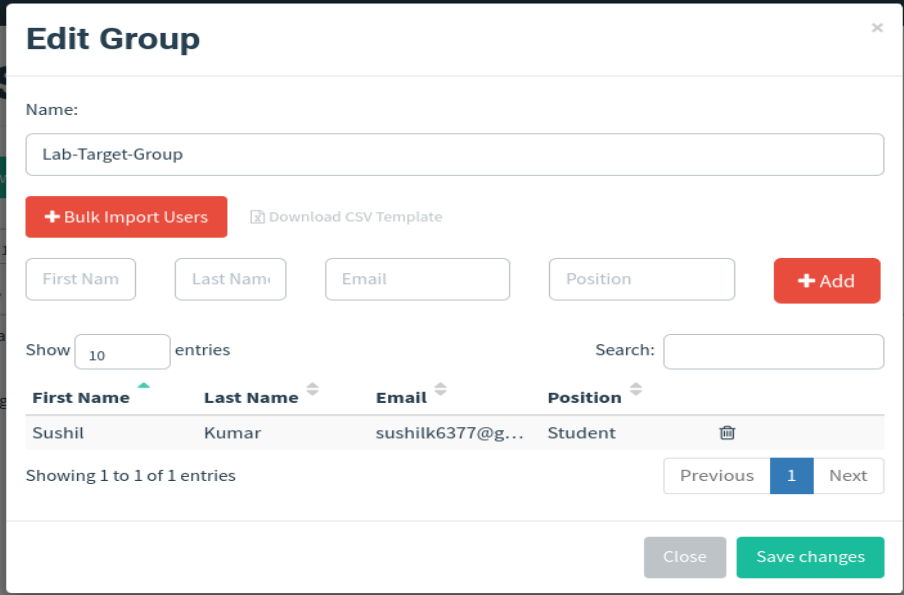 Edit Group
×
Name:
Lab-Target-Group
Bulk Import Users Download CSV Template
First Nam Last Name Email Position Add
Show 10 entries Search:
First Name Last Name Email Position
Sushil Kumar sushilk6377@g... Student
Showing 1 to 1 of 1 entries Previous 1 Next
Close Save changes